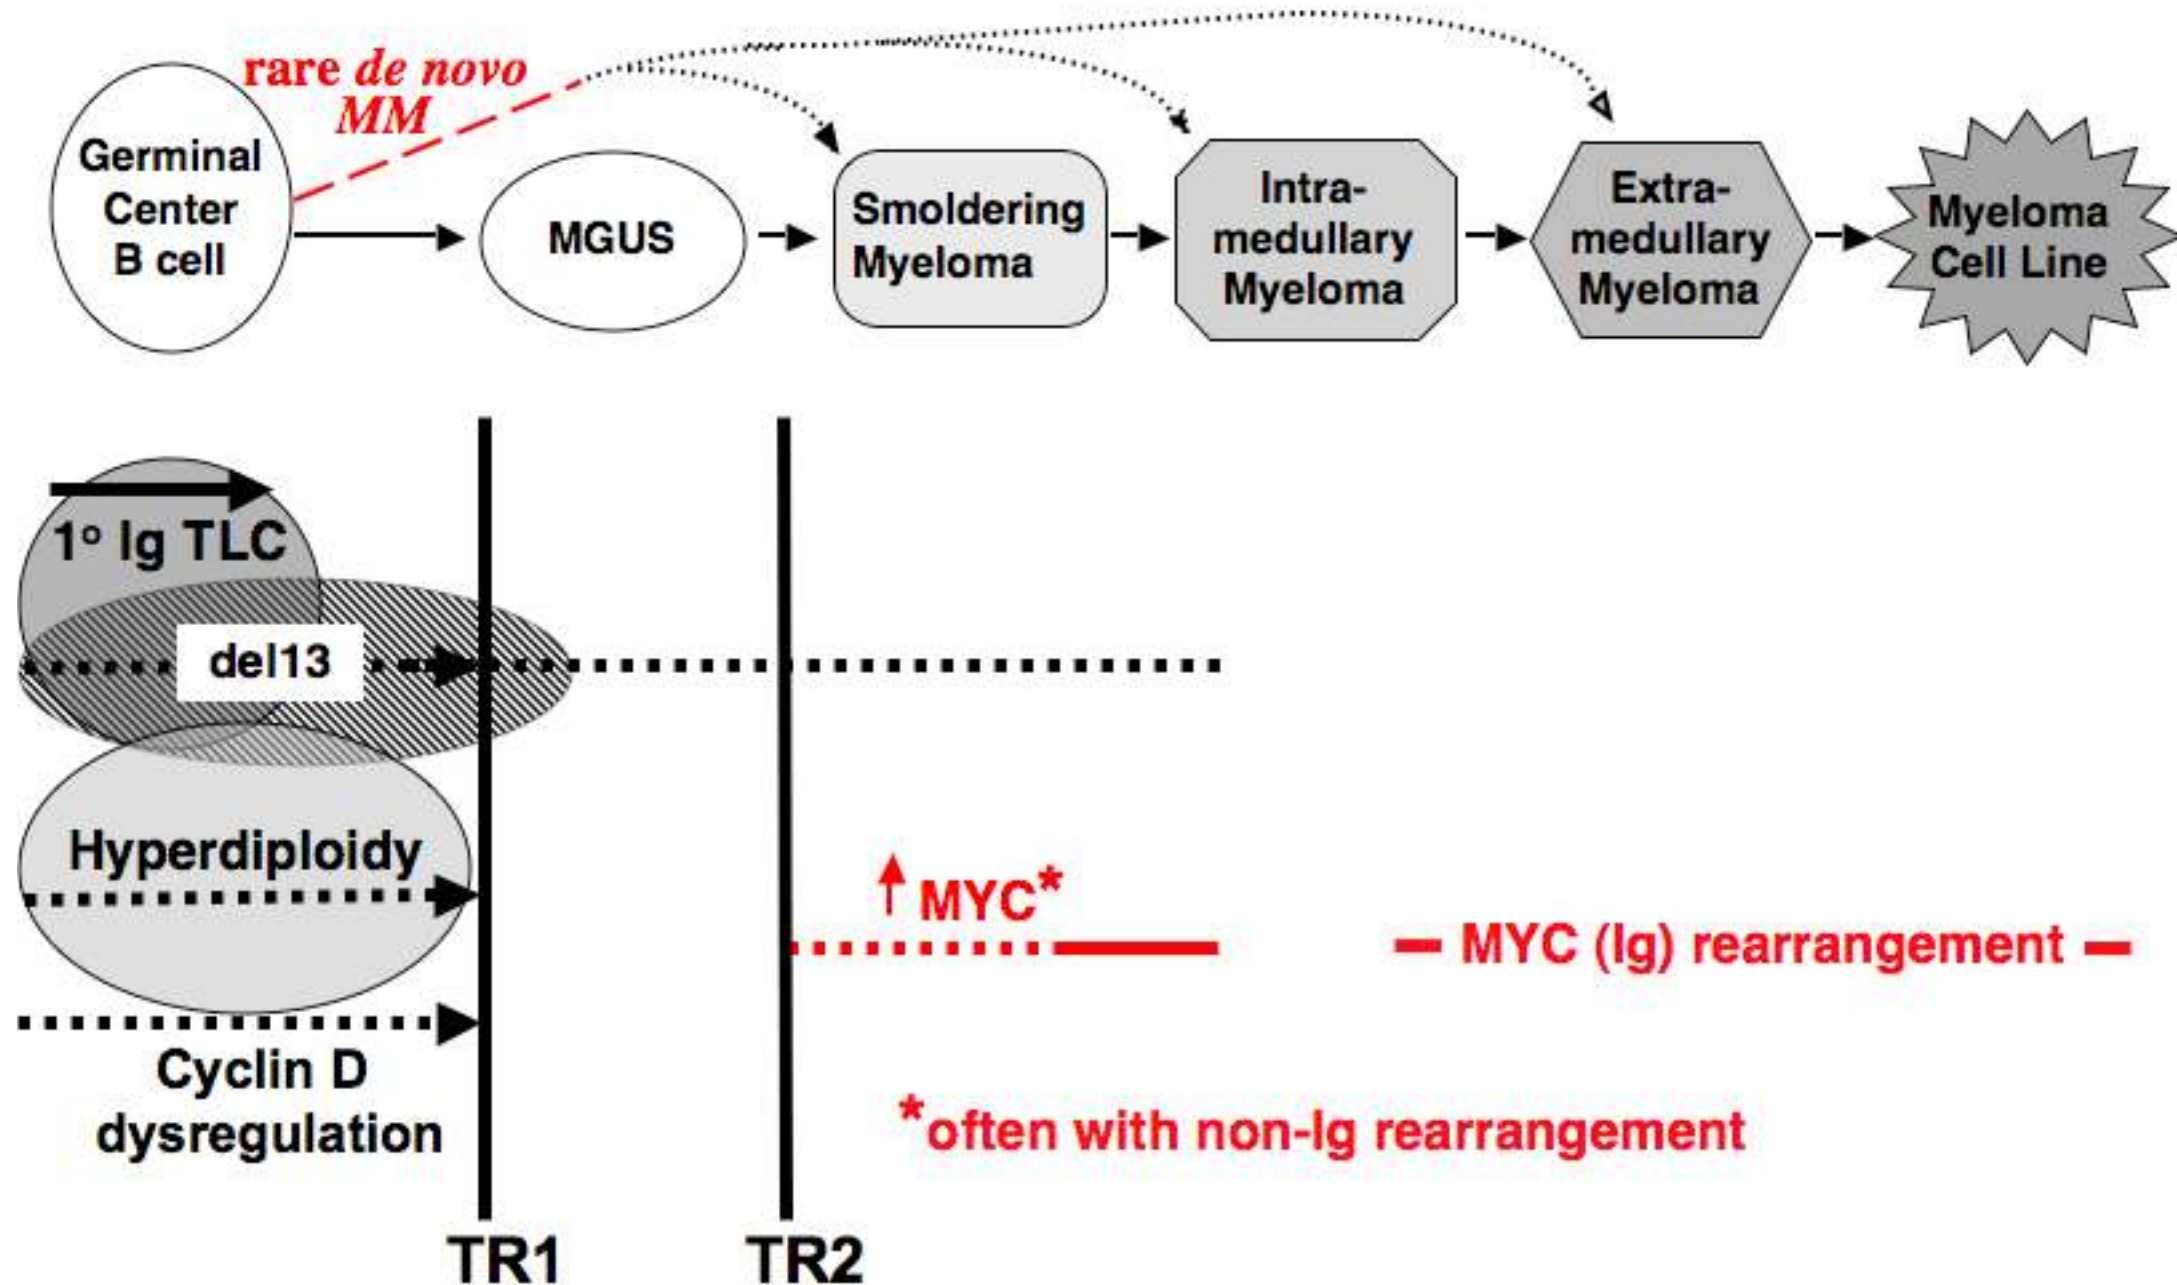 rare de novo
MM
Germinal
Center
B cell
MGUS
Smoldering
Myeloma
Intra-
medullary
Myeloma
Extra-
medullary
Myeloma
Myeloma
Cell Line
1º Ig TLC
del13
Hyperdiploidy
MYC*
MYC (Ig) rearrangement
Cyclin D
dysregulation
*often with non-Ig rearrangement
TR1
TR2